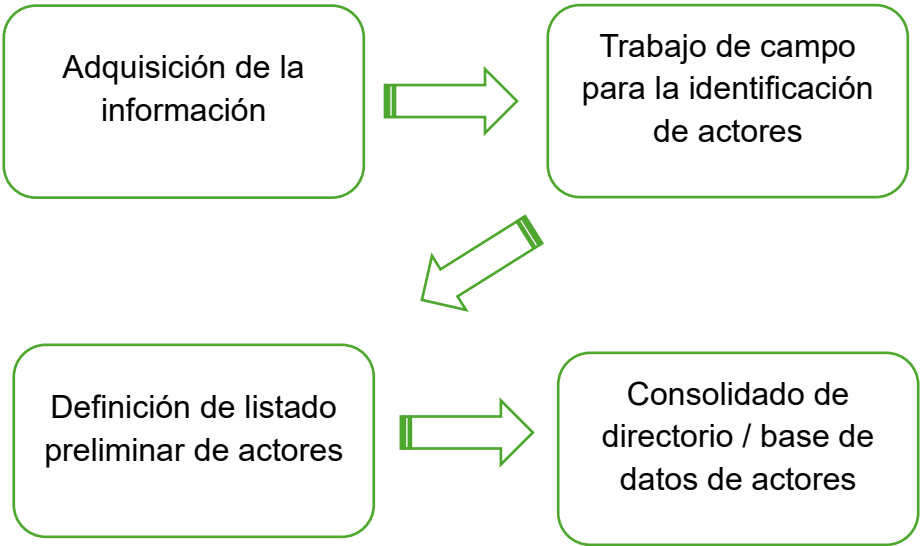 Adquisición de la
información
Trabajo de campo
para la identificación
de actores
Definición de listado
preliminar de actores
Consolidado de
directorio / base de
datos de actores